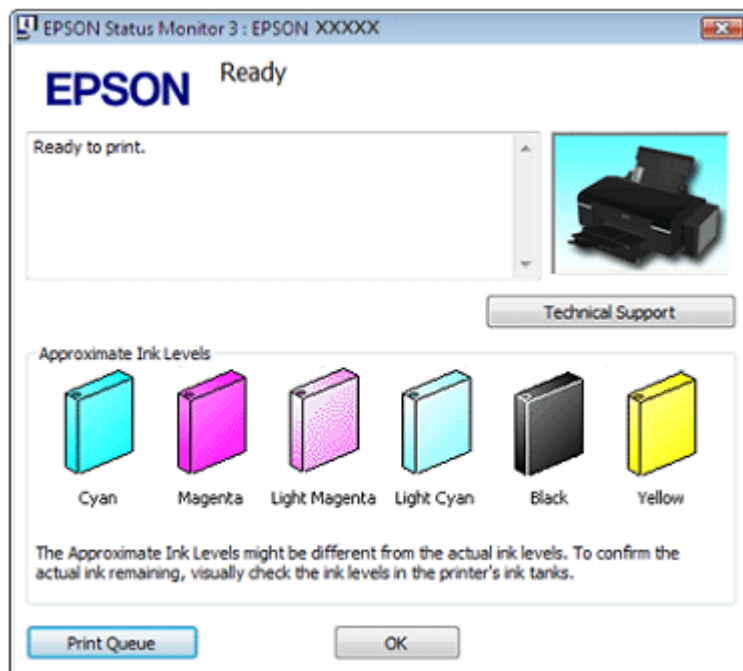 EPSON Status Monitor 3 : EPSON XXXXX
EPSON
Ready
Ready to print.
Technical Support
Approximate Ink Levels
Cyan
Magenta
Light Magenta
Light Cyan
Black
Yellow
The Approximate Ink Levels might be different from the actual ink levels. To confirm the
actual ink remaining, visually check the ink levels in the printer's ink tanks.
Print Queue
OK